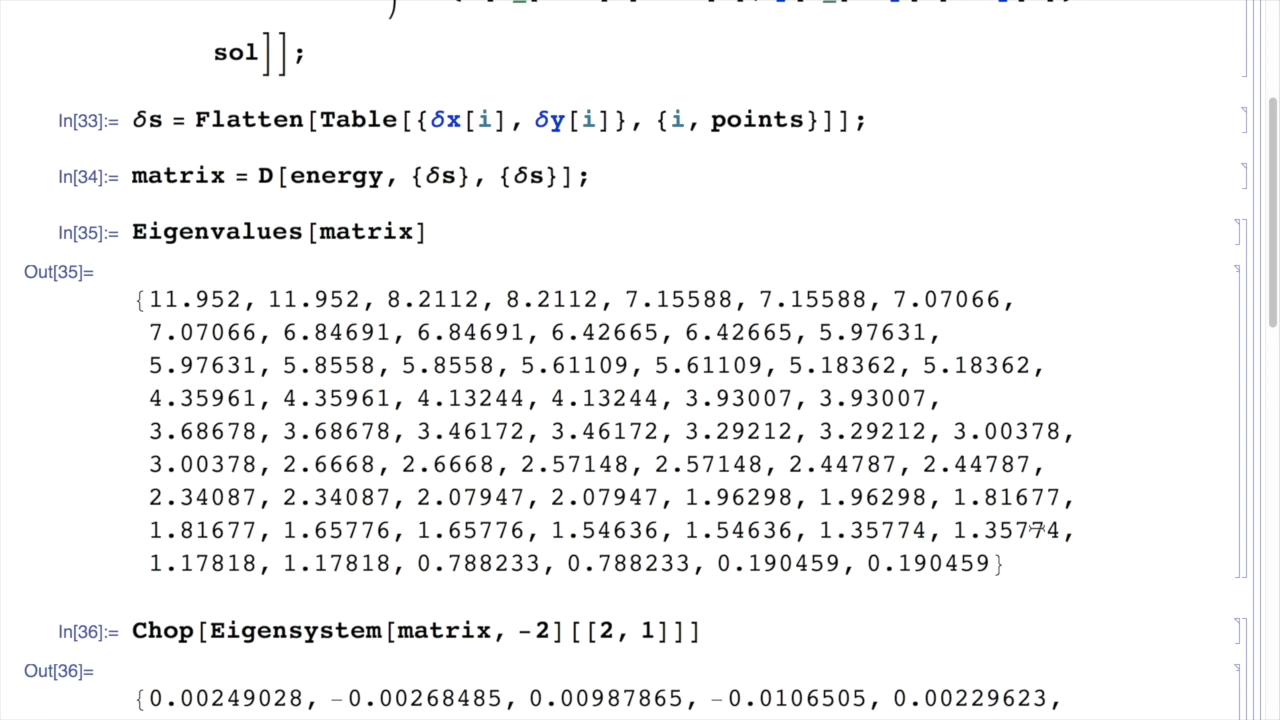 sol]];
In[33]:= δs = Flatten[Table[{δx[i], δy[i]}, {i, points}]];
In[34]:= matrix = D[energy, {δs}, {δs}];
In[35]:= Eigenvalues[matrix]
Out[35]=
{11.952, 11.952, 8.2112, 8.2112, 7.15588, 7.15588, 7.07066,
7.07066, 6.84691, 6.84691, 6.42665, 6.42665, 5.97631,
5.97631, 5.8558, 5.8558, 5.61109, 5.61109, 5.18362, 5.18362,
4.35961, 4.35961, 4.13244, 4.13244, 3.93007, 3.93007,
3.68678, 3.68678, 3.46172, 3.46172, 3.29212, 3.29212, 3.00378,
3.00378, 2.6668, 2.6668, 2.57148, 2.57148, 2.44787, 2.44787,
2.34087, 2.34087, 2.07947, 2.07947, 1.96298, 1.96298, 1.81677,
1.81677, 1.65776, 1.65776, 1.54636, 1.54636, 1.35774, 1.35774,
1.17818, 1.17818, 0.788233, 0.788233, 0.190459, 0.190459}
In[36]:= Chop[Eigensystem[matrix, -2][[2, 1]]]
Out[36]=
{0.00249028, -0.00268485, 0.00987865, -0.0106505, 0.00229623,